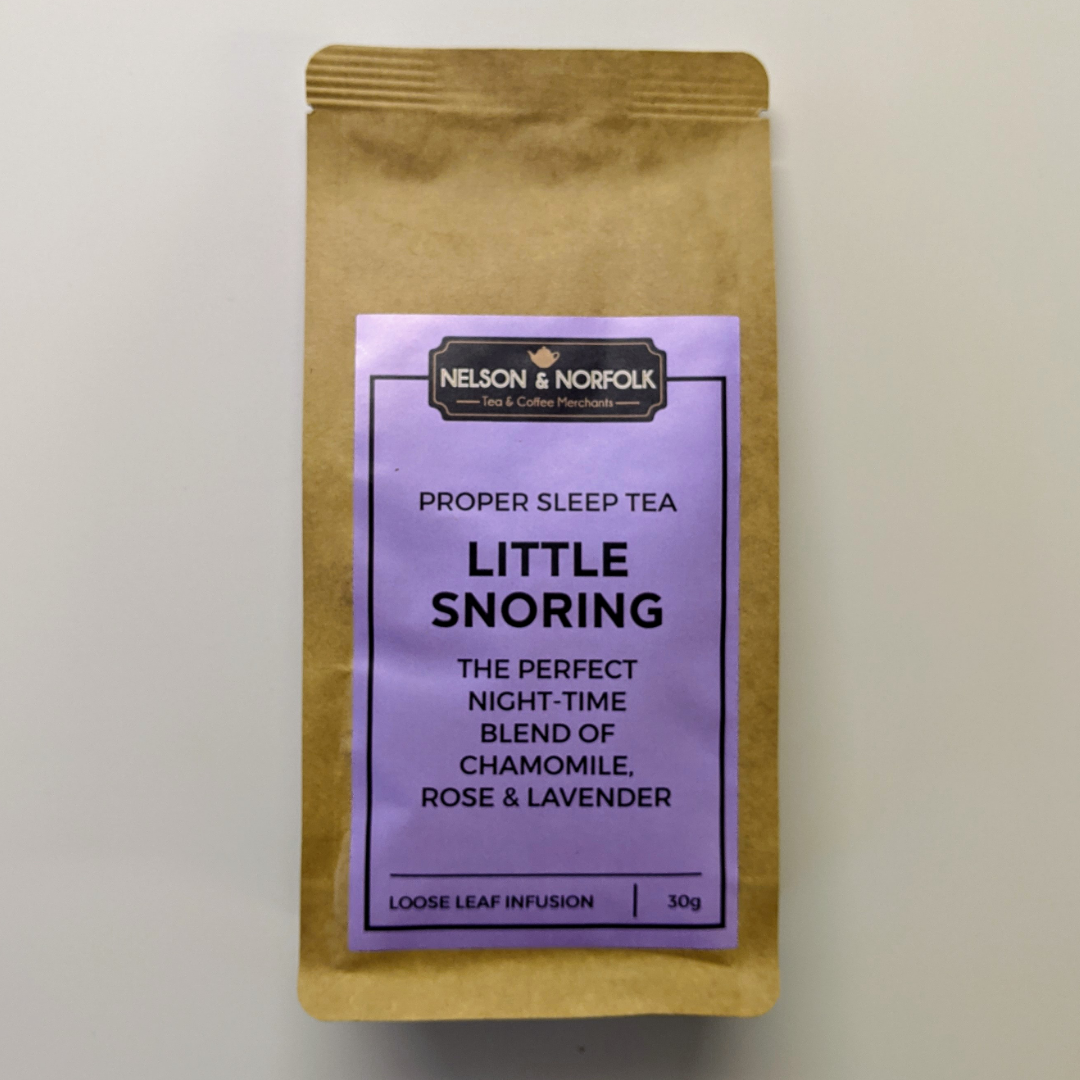 NELSON & NORFOLK
Tea & Coffee Merchants
PROPER SLEEP TEA
LITTLE
SNORING
THE PERFECT
NIGHT-TIME
BLEND OF
CHAMOMILE,
ROSE & LAVENDER
LOOSE LEAF INFUSION | 30g